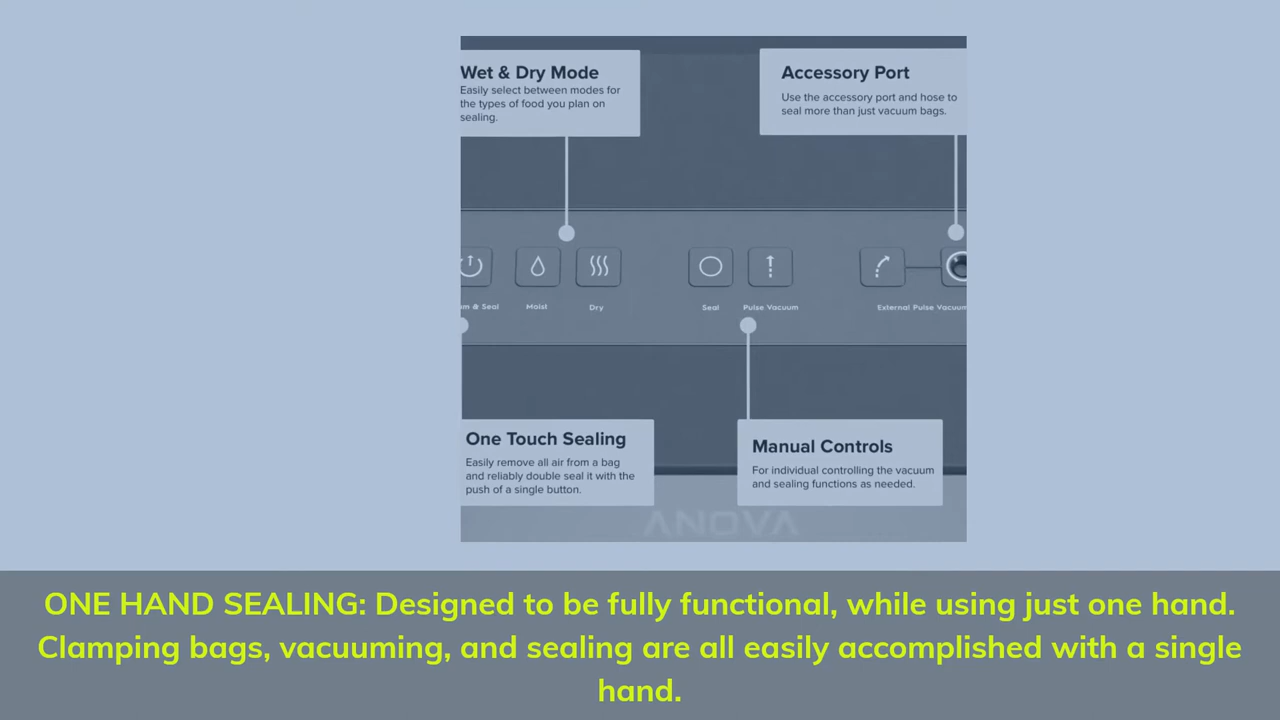 Wet & Dry Mode
Easily select between modes for
the types of food you plan on
sealing.
Accessory Port
Use the accessory port and hose to
seal more than just vacuum bags.
m & Seal
Moist
Dry
Seal
Pulse Vacuum
External Pulse Vacuum
One Touch Sealing
Easily remove all air from a bag
and reliably double seal it with the
push of a single button.
Manual Controls
For individual controlling the vacuum
and sealing functions as needed.
ANOVA
ONE HAND SEALING: Designed to be fully functional, while using just one hand.
Clamping bags, vacuuming, and sealing are all easily accomplished with a single
hand.